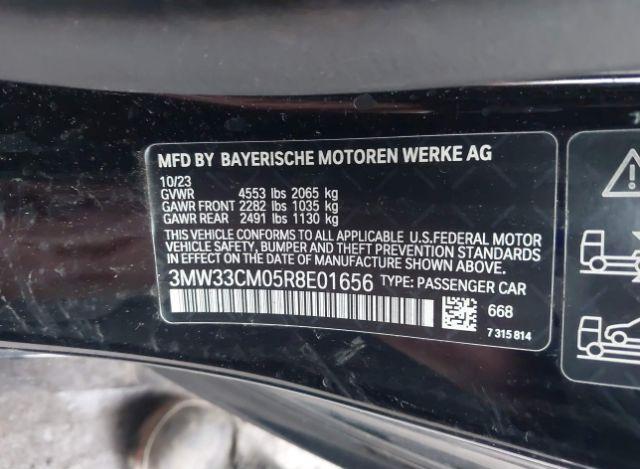 MFD BY BAYERISCHE MOTOREN WERKE AG
10/23
GVWR 4553 lbs 2065 kg
GAWR FRONT 2282 lbs 1035 kg
GAWR REAR 2491 lbs 1130 kg
THIS VEHICLE CONFORMS TO ALL APPLICABLE U.S.FEDERAL MOTOR
VEHICLE SAFETY, BUMPER AND THEFT PREVENTION STANDARDS
IN EFFECT ON THE DATE OF MANUFACTURE SHOWN ABOVE.
3MW33CM05R8E01656 TYPE: PASSENGER CAR
668
7 315 814